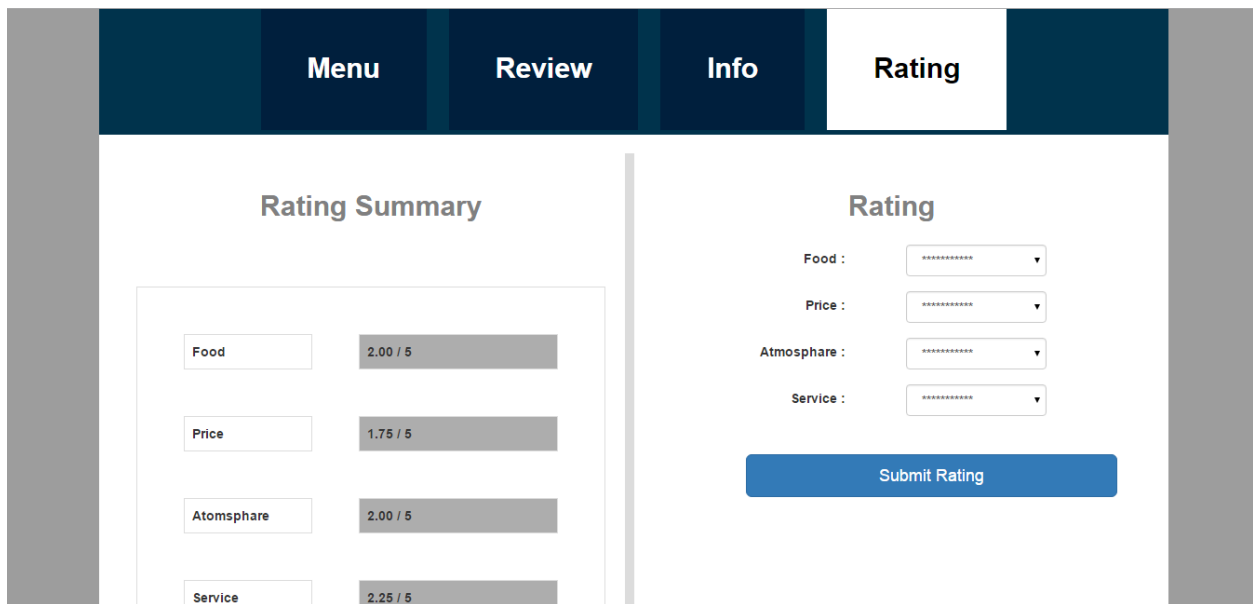 Menu Review Info Rating
Rating Summary
Food 2.00 / 5
Price 1.75 / 5
Atomsphare 2.00 / 5
Service 2.25 / 5
Rating
Food : ***********
Price : ***********
Atmosphare : ***********
Service : ***********
Submit Rating